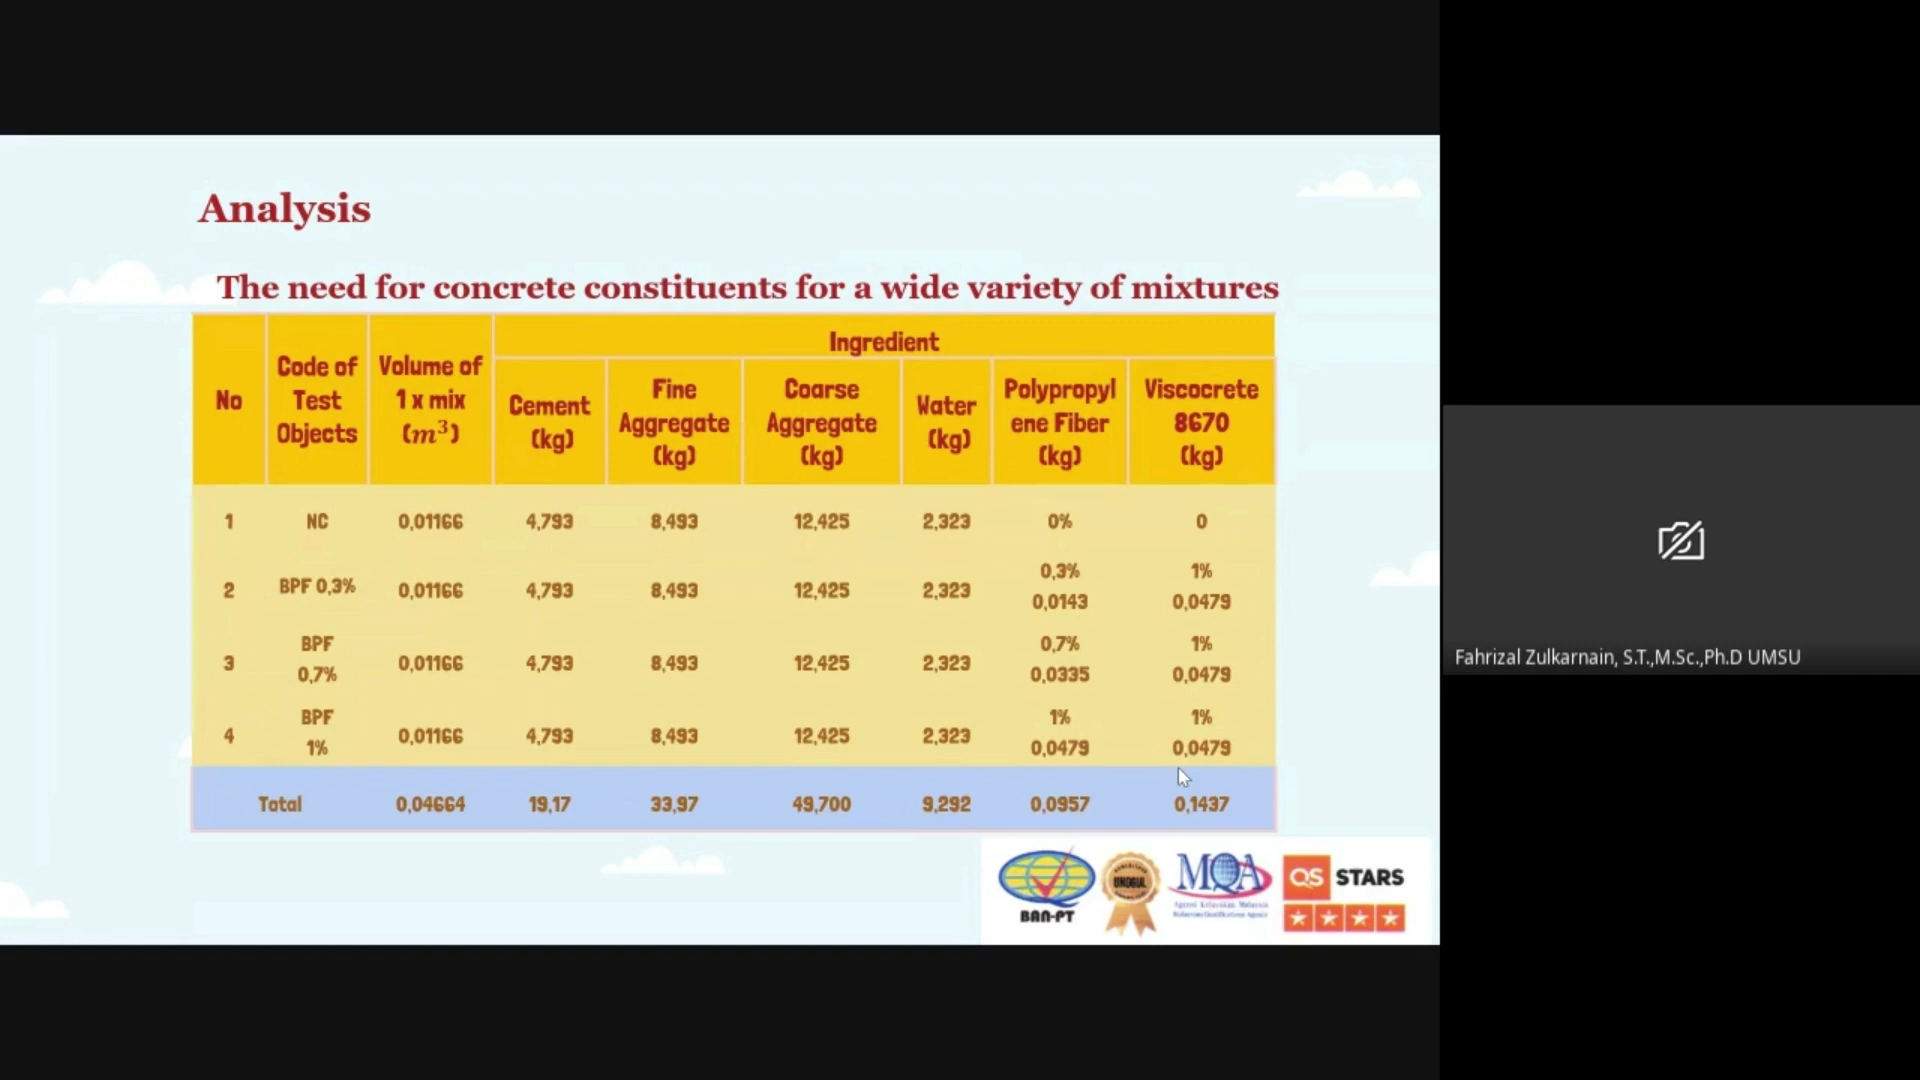 Analysis
The need for concrete constituents for a wide variety of mixtures
No
Code of
Test
Objects
Volume of
1 x mix
(m³)
Ingredient
Cement
(kg)
Fine
Aggregate
(kg)
Coarse
Aggregate
(kg)
Water
(kg)
Polypropyl
ene Fiber
(kg)
Viscocrete
8670
(kg)
1 NC 0,01166 4,793 8,493 12,425 2,323 0% 0
2 BPF 0,3% 0,01166 4,793 8,493 12,425 2,323
0,3%
0,0143
1%
0,0479
3
BPF
0,7%
0,01166 4,793 8,493 12,425 2,323
0,7%
0,0335
1%
0,0479
4
BPF
1%
0,01166 4,793 8,493 12,425 2,323
1%
0,0479
1%
0,0479
Total 0,04664 19,17 33,97 49,700 9,292 0,0957 0,1437
BAN-PT
UNGGUL
MQA
QS STARS
Fahrizal Zulkarnain, S.T.,M.Sc.,Ph.D UMSU